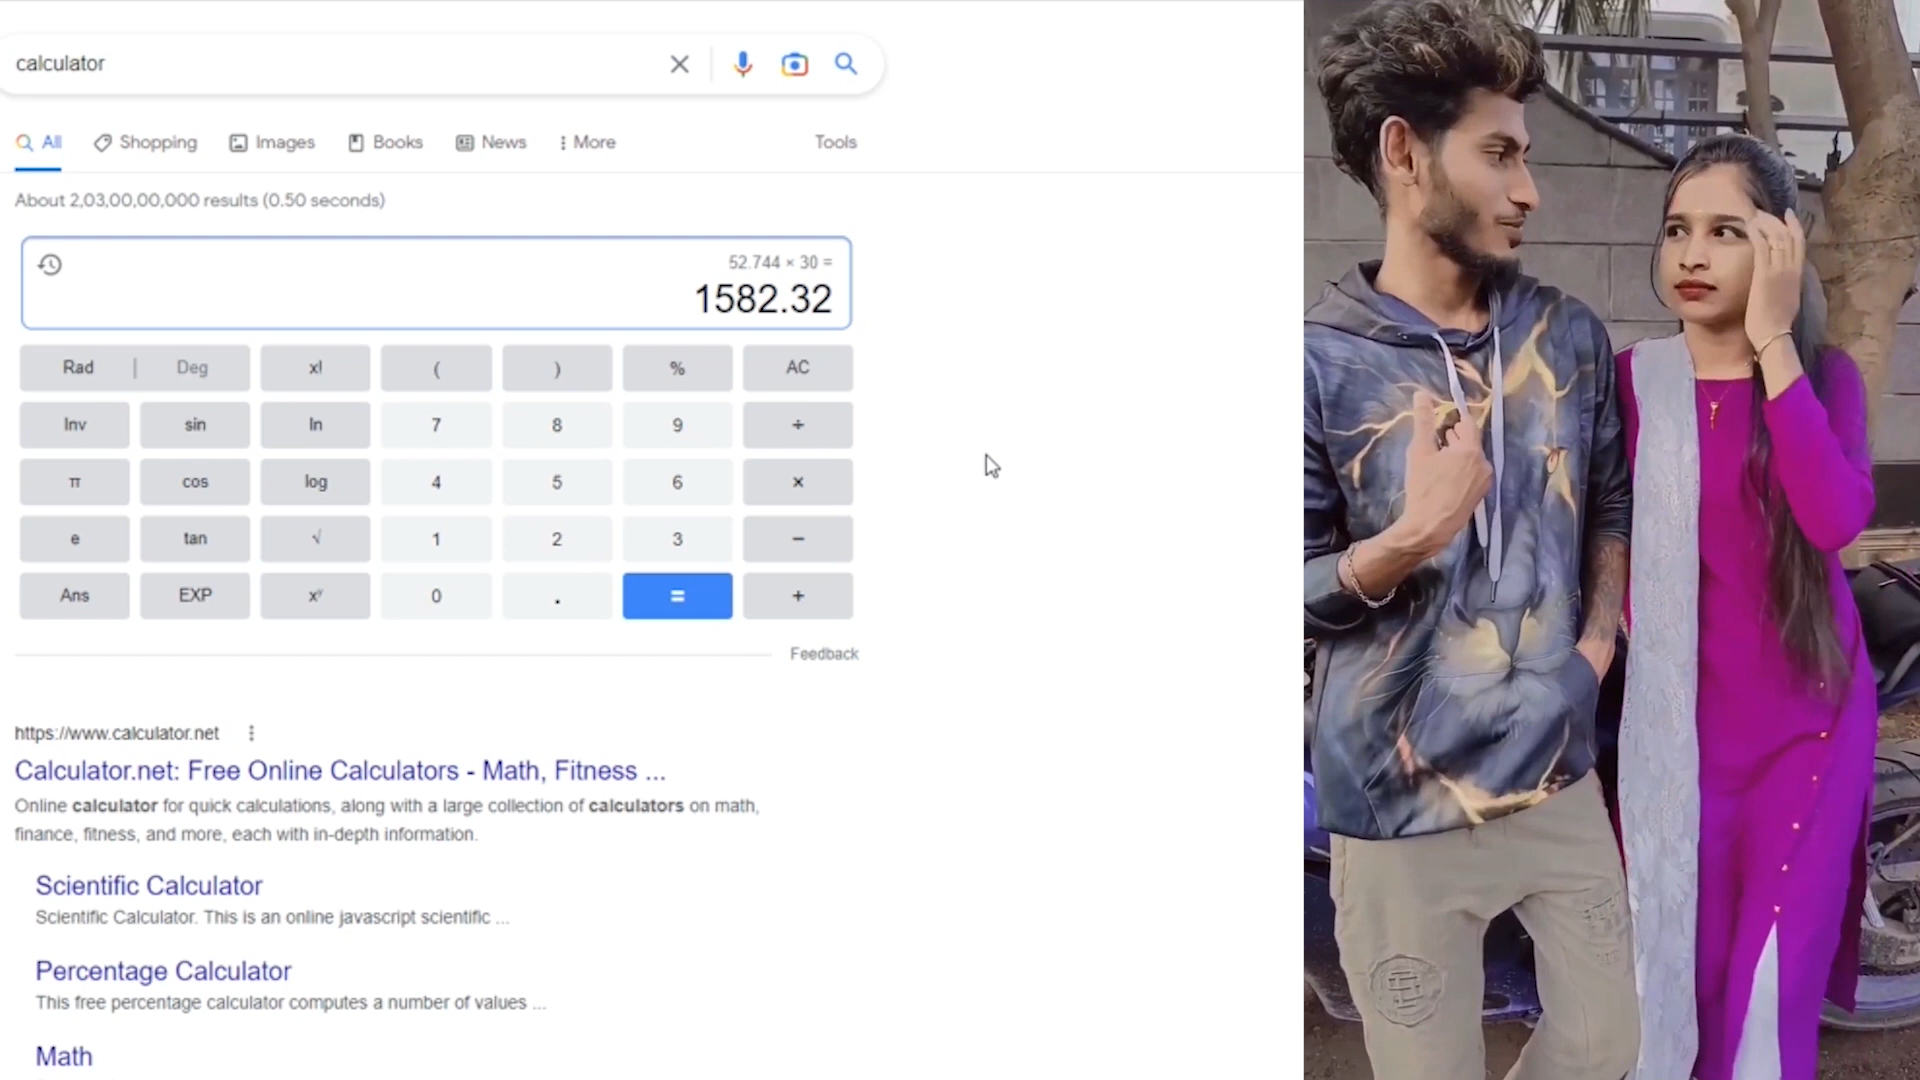 calculator
All Shopping Images Books News More Tools
About 2,03,00,00,000 results (0.50 seconds)
52.744 × 30 =
1582.32
Rad | Deg x! ( ) % AC
Inv sin ln 7 8 9 ÷
π cos log 4 5 6 ×
e tan √ 1 2 3 −
Ans EXP xʸ 0 . = +
Feedback
https://www.calculator.net
Calculator.net: Free Online Calculators - Math, Fitness ...
Online calculator for quick calculations, along with a large collection of calculators on math,
finance, fitness, and more, each with in-depth information.
Scientific Calculator
Scientific Calculator. This is an online javascript scientific ...
Percentage Calculator
This free percentage calculator computes a number of values ...
Math